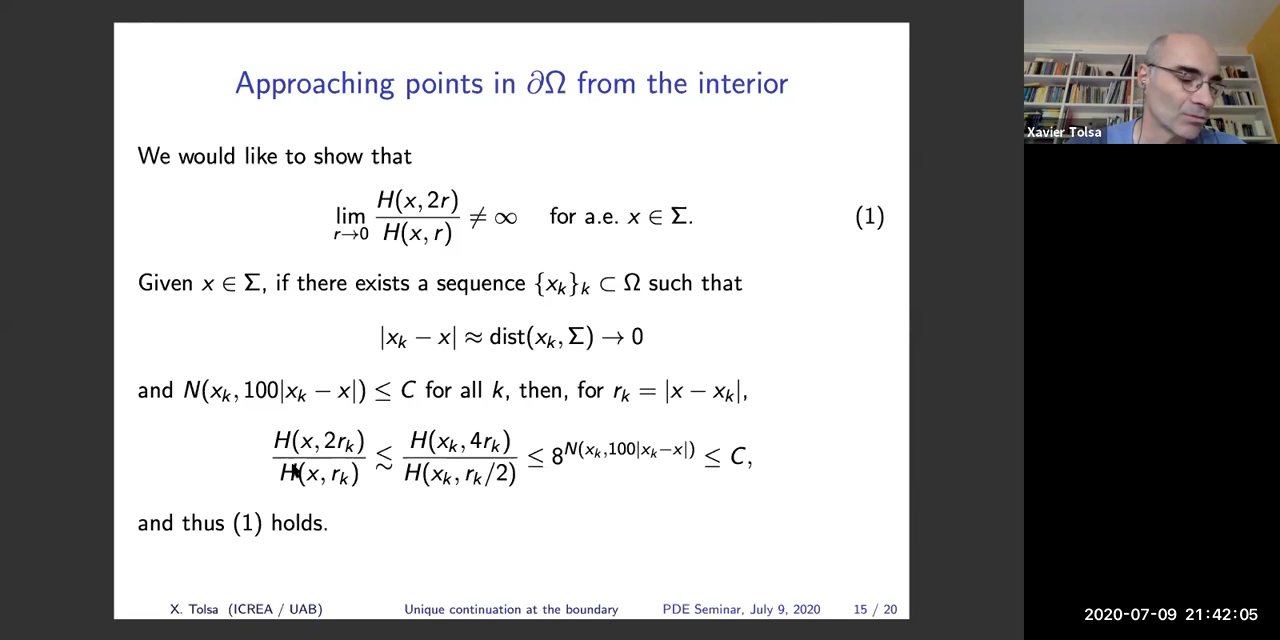 Approaching points in ∂Ω from the interior
We would like to show that
lim_{r→0} H(x, 2r) / H(x, r) ≠ ∞ for a.e. x ∈ Σ. (1)
Given x ∈ Σ, if there exists a sequence {x_k}_k ⊂ Ω such that
|x_k − x| ≈ dist(x_k, Σ) → 0
and N(x_k, 100|x_k − x|) ≤ C for all k, then, for r_k = |x − x_k|,
H(x, 2r_k) / H(x, r_k) ≲ H(x_k, 4r_k) / H(x_k, r_k/2) ≤ 8^{N(x_k, 100|x_k−x|)} ≤ C,
and thus (1) holds.
X. Tolsa (ICREA / UAB) Unique continuation at the boundary PDE Seminar, July 9, 2020 15 / 20
Xavier Tolsa
2020-07-09 21:42:05